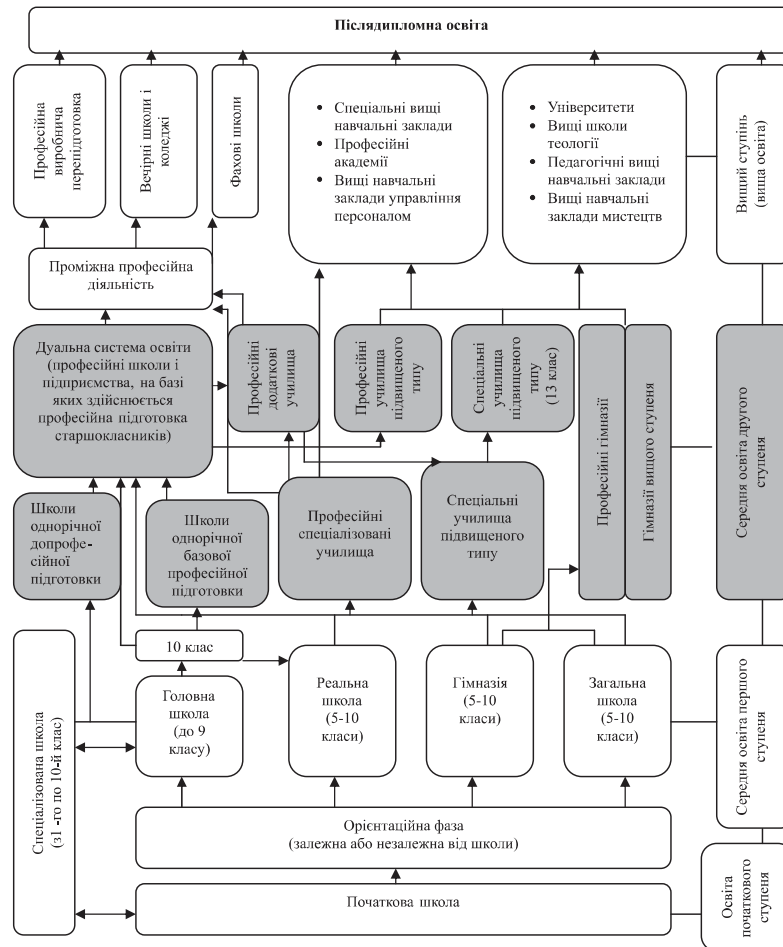 Післядипломна освіта
Професійна
виробнича
перепідготовка
Вечірні школи і
коледжі
Фахові школи
• Спеціальні вищі
навчальні заклади
• Професійні
академії
• Вищі навчальні
заклади управління
персоналом
• Університети
• Вищі школи
теології
• Педагогічні вищі
навчальні заклади
• Вищі навчальні
заклади мистецтв
Вищий ступінь
(вища освіта)
Проміжна професійна
діяльність
Дуальна система освіти
(професійні школи і
підприємства, на базі
яких здійснюється
професійна підготовка
старшокласників)
Професійні
додаткові
училища
Професійні
училища
підвищеного
типу
Спеціальні
училища
підвищеного
типу
(13 клас)
Професійні гімназії
Гімназії вищого ступеня
Середня освіта другого
ступеня
Школи
однорічної
допрофе-
сійної
підготовки
Школи
однорічної
базової
професійної
підготовки
Професійні
спеціалізовані
училища
Спеціальні
училища
підвищеного
типу
Спеціалізована школа
(з1 -го по 10-й клас)
10 клас
Головна
школа
(до 9
класу)
Реальна
школа
(5-10
класи)
Гімназія
(5-10
класи)
Загальна
школа
(5-10
класи)
Середня освіта першого
ступеня
Орієнтаційна фаза
(залежна або незалежна від школи)
Початкова школа
Освіта
початкового
ступеня